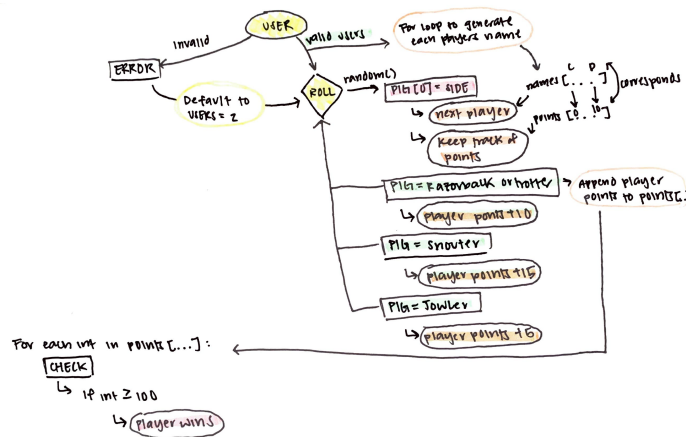 USER
invalid
valid users
For loop to generate
each players name
ERROR
Default to
USERS = 2
ROLL
random()
PIG[0] = SIDE
next player
Keep track of
points
L D
names [. . . .]
corresponds
points [0 . . 10 . ]
PIG = Razorback or trotter
player points +10
Append player
points to points[..
PIG = snouter
player points +15
PIG = Jowler
player points +5
For each int in points [...] :
CHECK
if int ≥ 100
Player wins